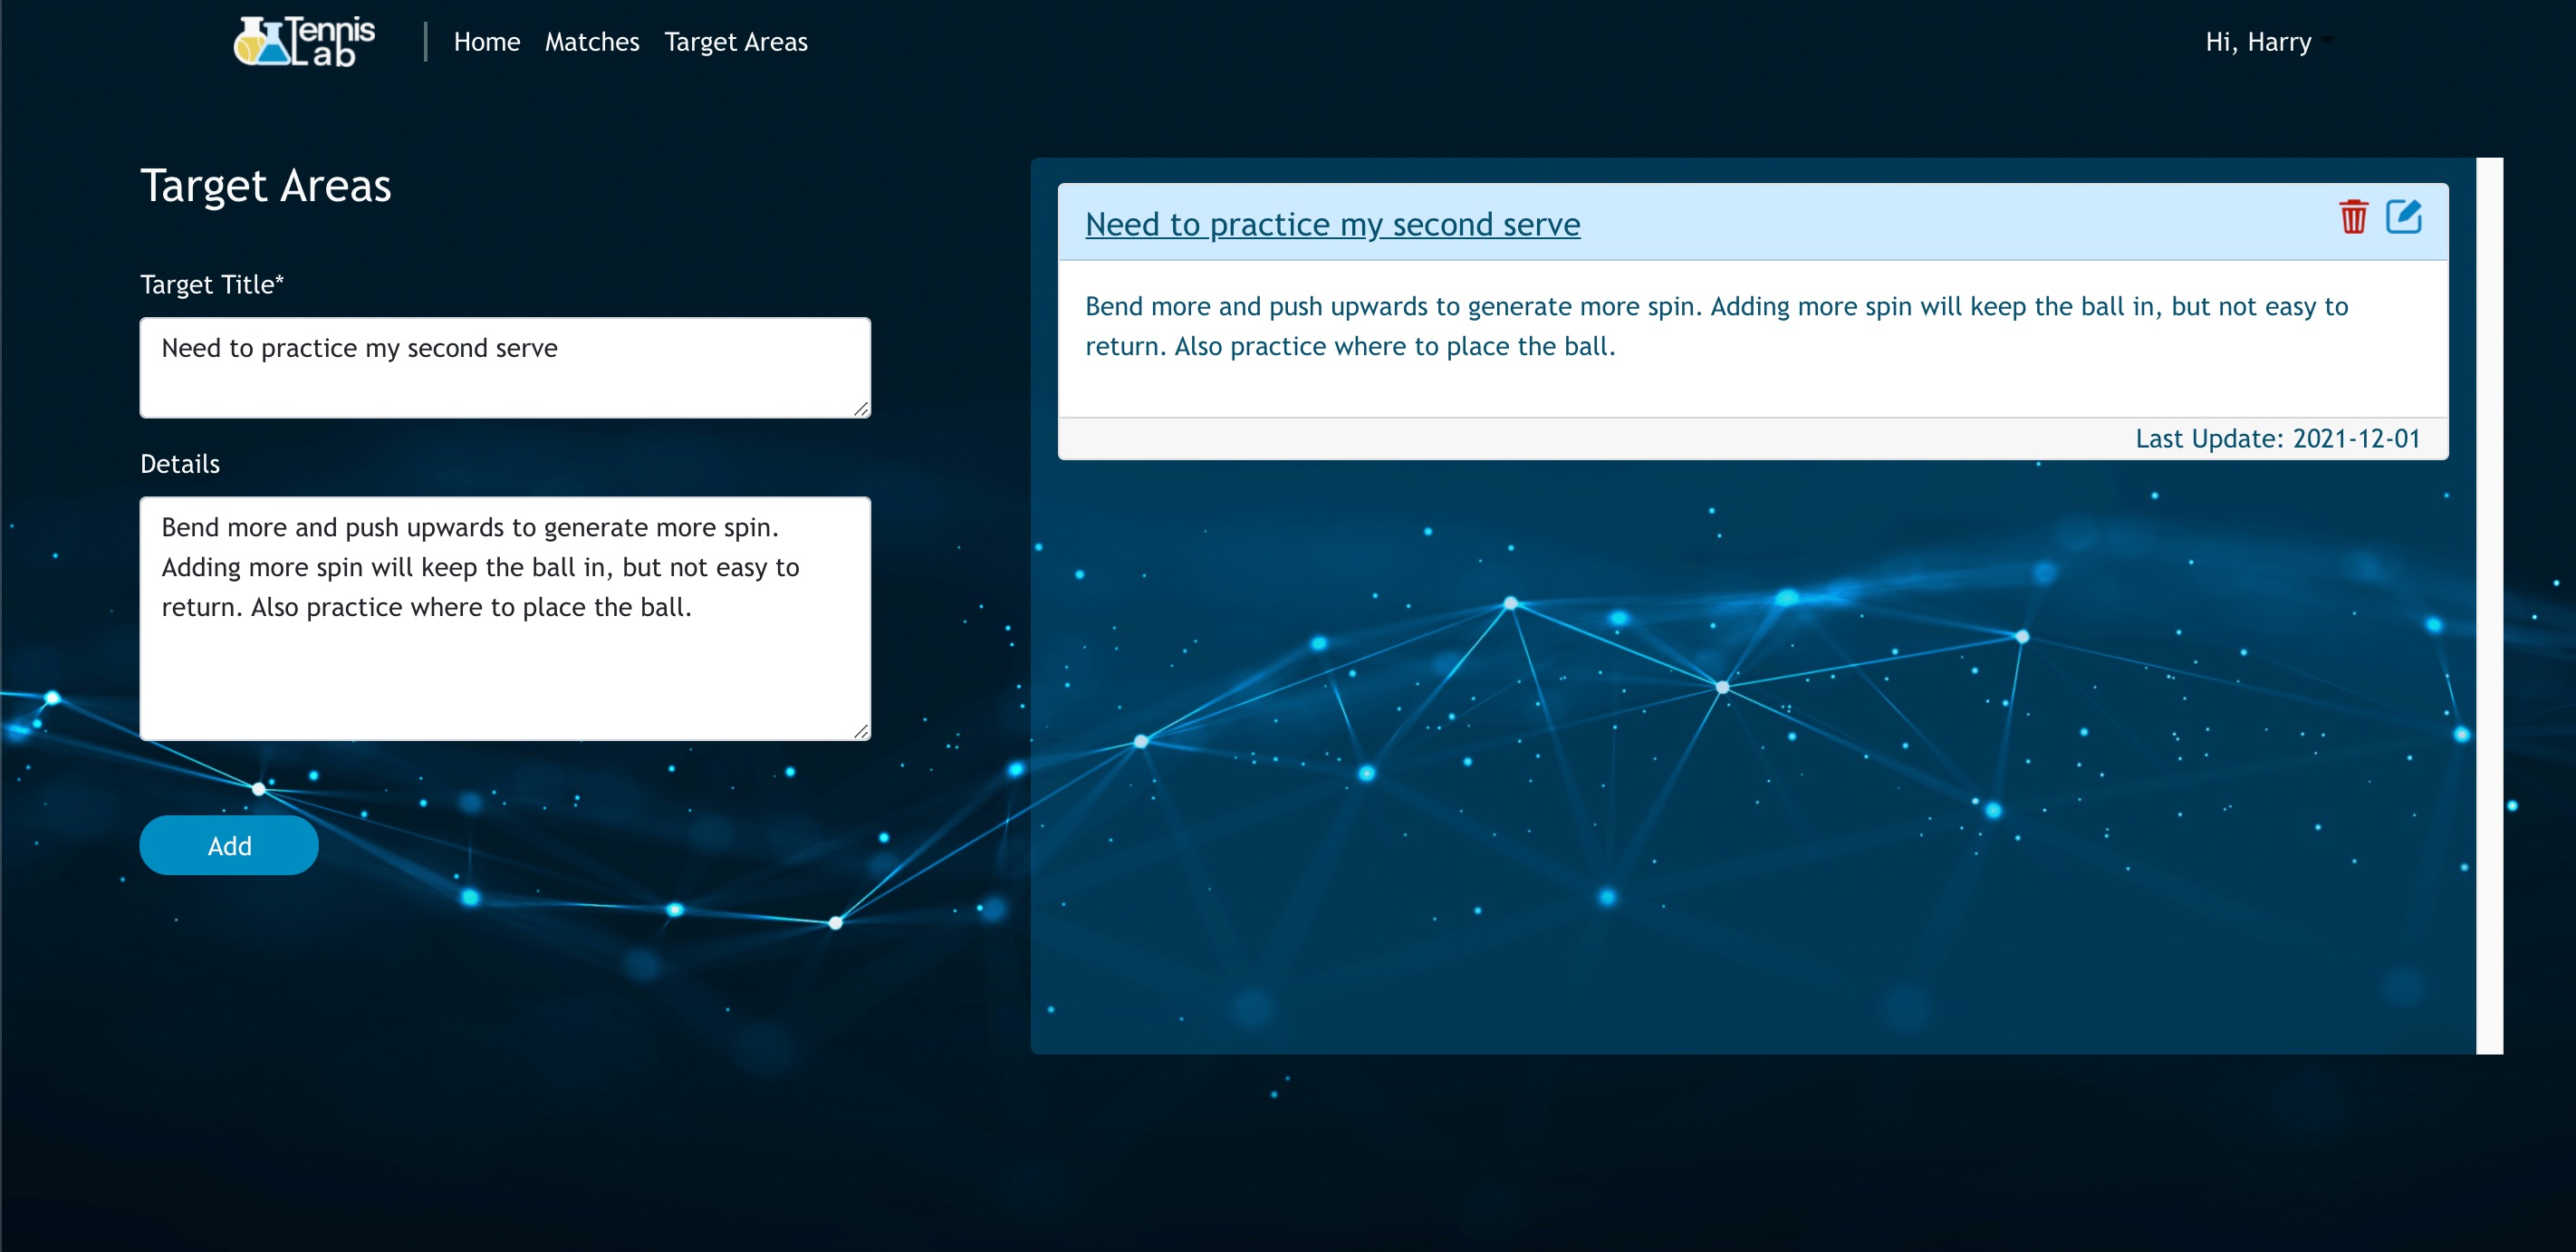 Tennis
Lab
Home Matches Target Areas
Hi, Harry
Target Areas
Target Title*
Need to practice my second serve
Details
Bend more and push upwards to generate more spin.
Adding more spin will keep the ball in, but not easy to
return. Also practice where to place the ball.
Add
Need to practice my second serve
Bend more and push upwards to generate more spin. Adding more spin will keep the ball in, but not easy to
return. Also practice where to place the ball.
Last Update: 2021-12-01